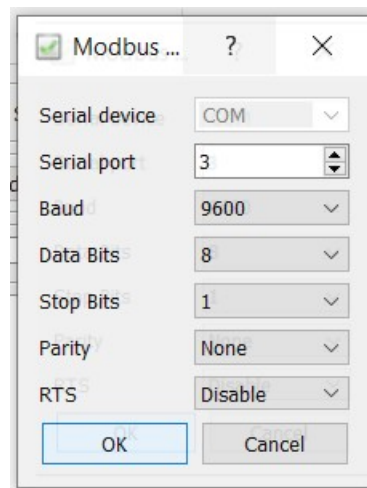 Modbus ... ?
Serial device COM
Serial port 3
Baud 9600
Data Bits 8
Stop Bits 1
Parity None
RTS Disable
OK Cancel